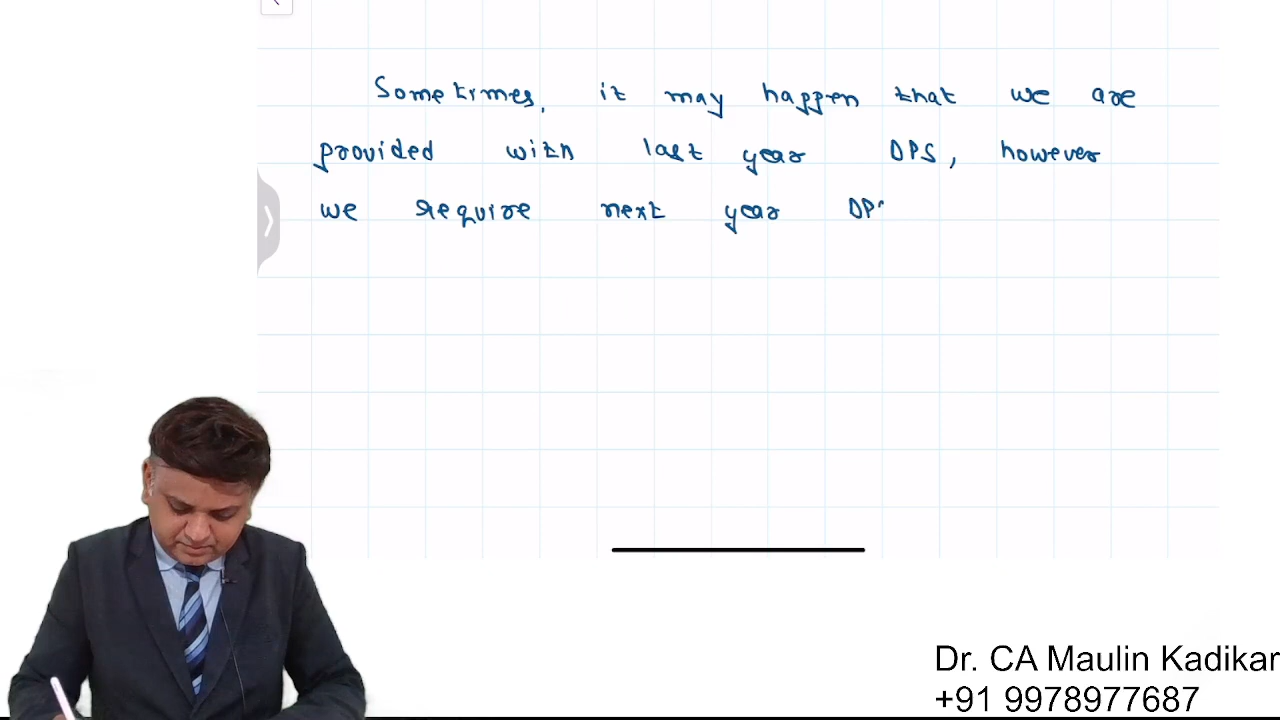 Sometimes, it may happen that we are
provided with last year DPS, however
we require next year DP
Dr. CA Maulin Kadikar
+91 9978977687